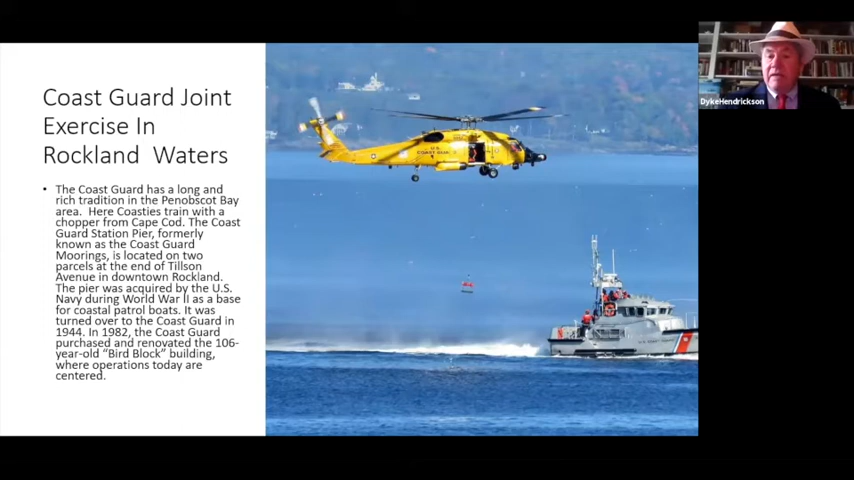 Coast Guard Joint
Exercise In
Rockland Waters
• The Coast Guard has a long and
rich tradition in the Penobscot Bay
area. Here Coasties train with a
chopper from Cape Cod. The Coast
Guard Station Pier, formerly
known as the Coast Guard
Moorings, is located on two
parcels at the end of Tillson
Avenue in downtown Rockland.
The pier was acquired by the U.S.
Navy during World War II as a base
for coastal patrol boats. It was
turned over to the Coast Guard in
1944. In 1982, the Coast Guard
purchased and renovated the 106-
year-old “Bird Block” building,
where operations today are
centered.
U.S.
COAST GUARD
DykeHendrickson